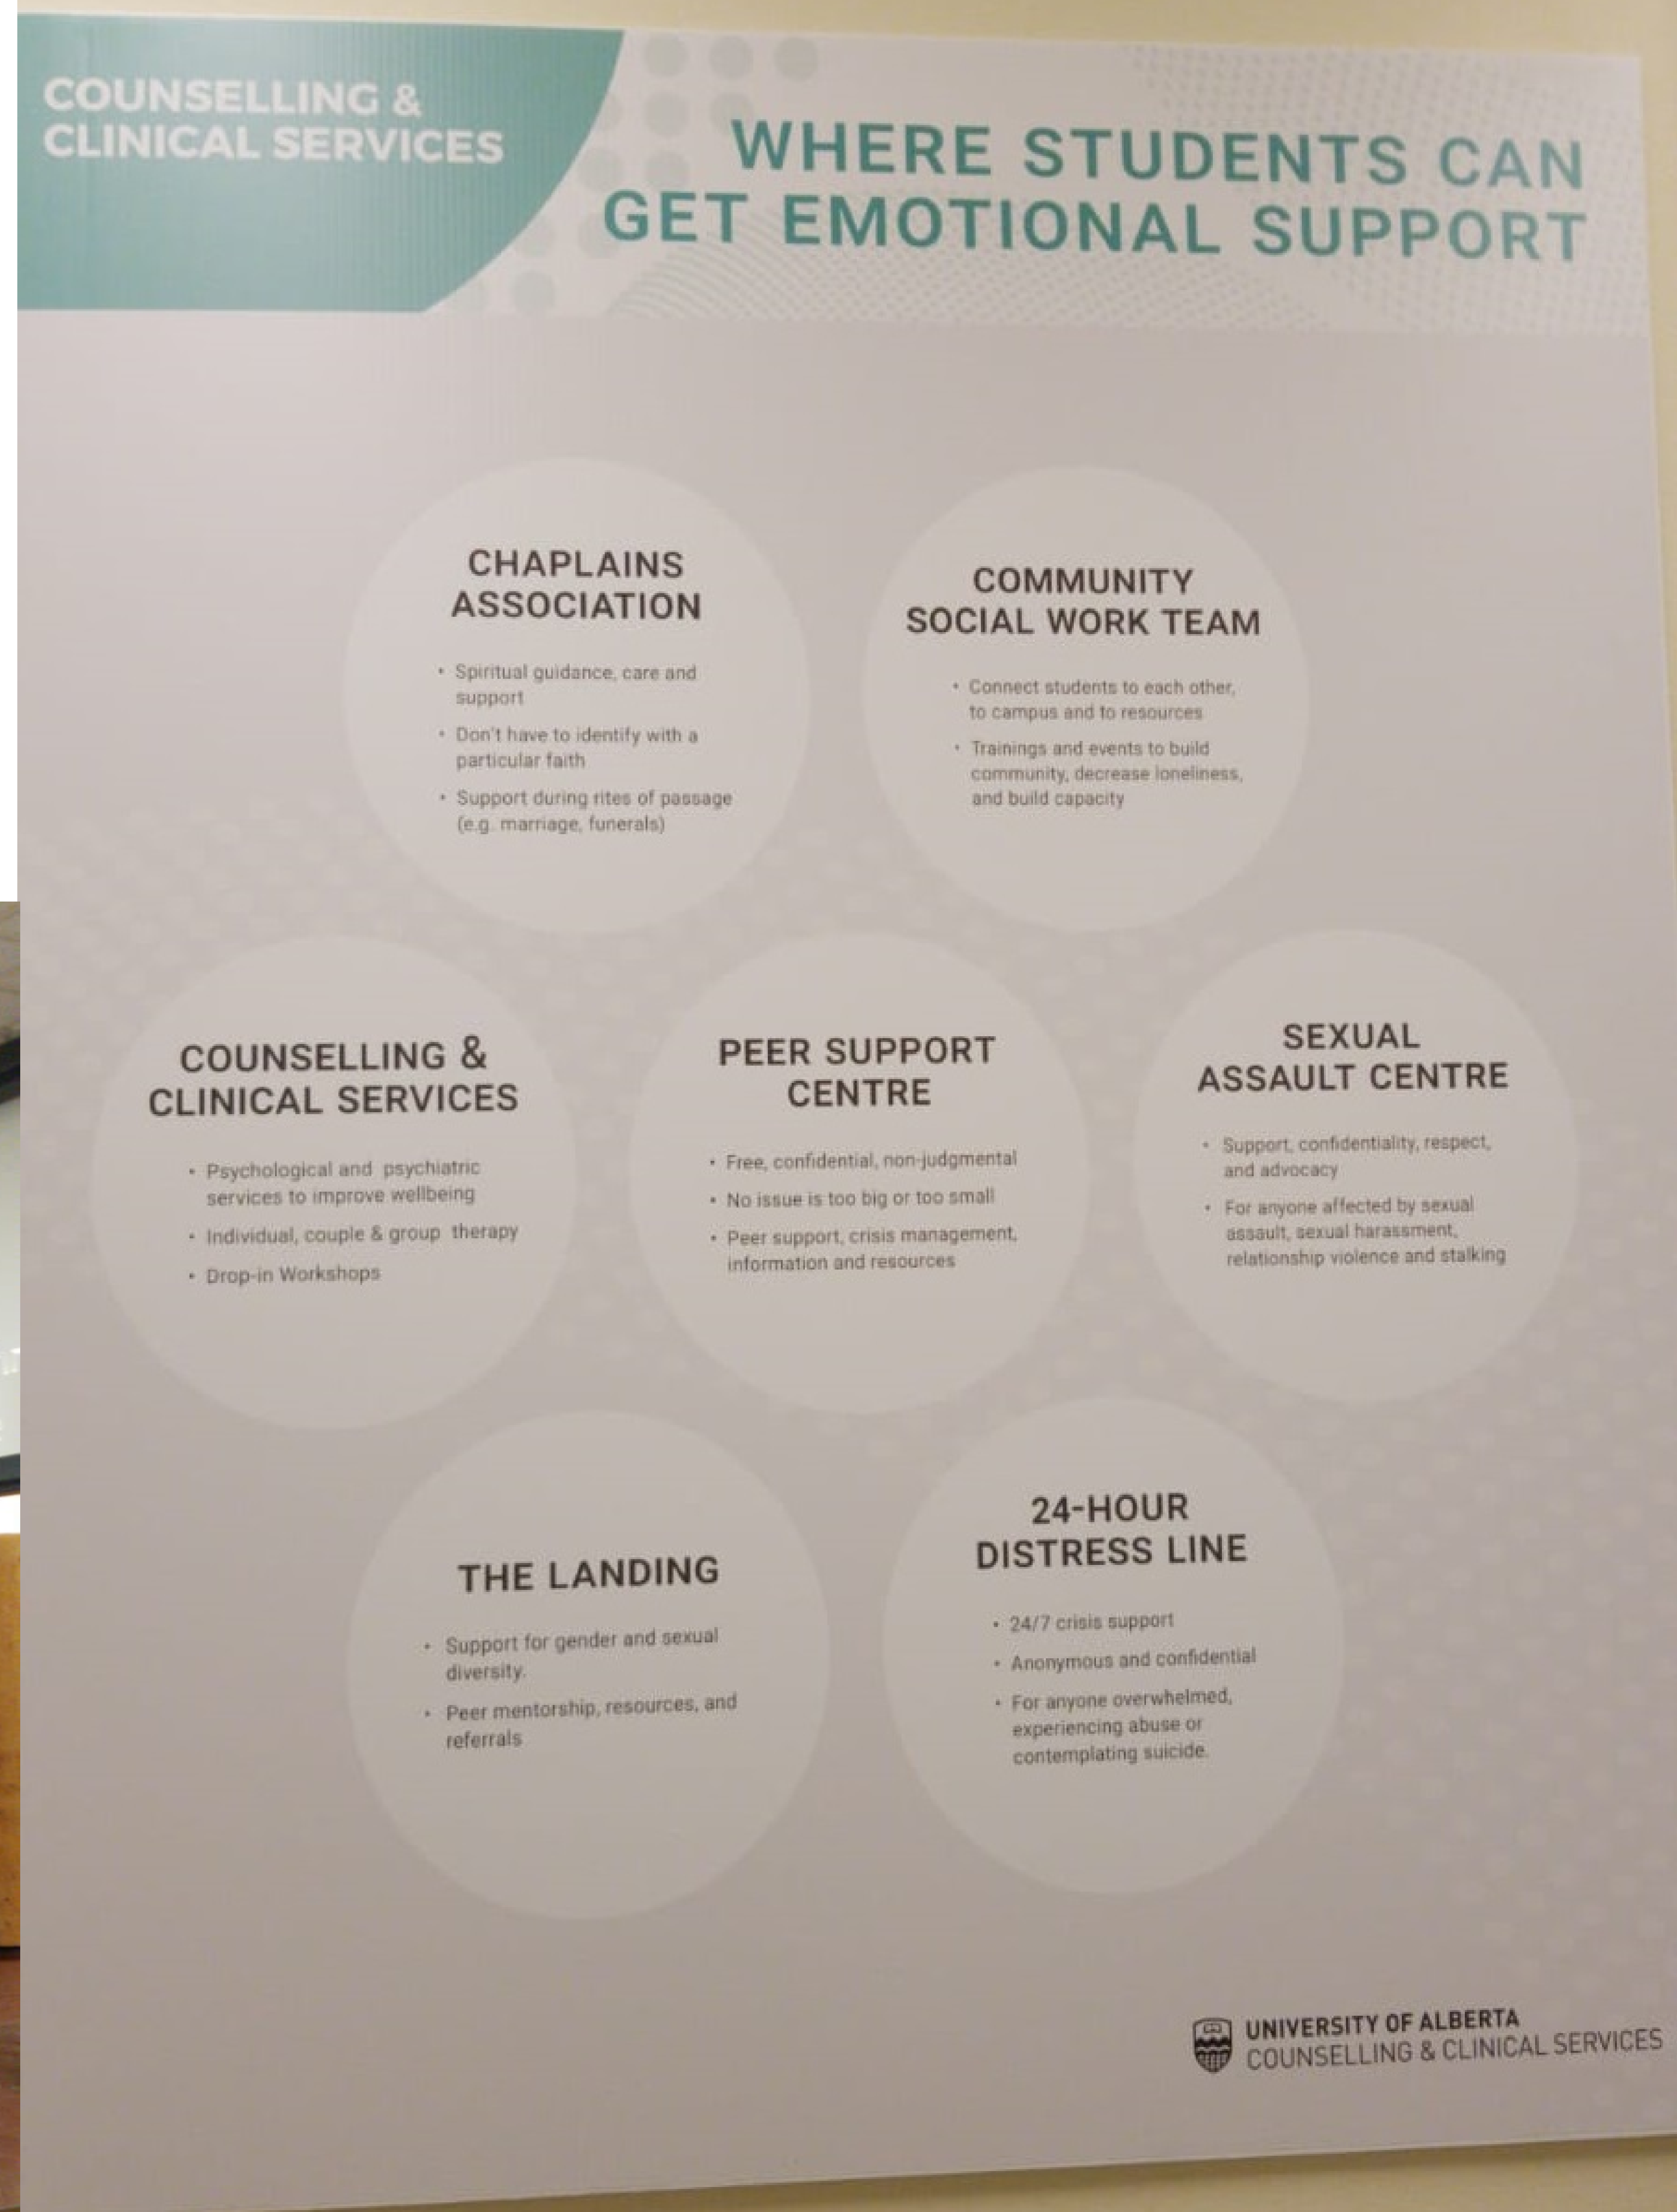 COUNSELLING &
CLINICAL SERVICES
WHERE STUDENTS CAN
GET EMOTIONAL SUPPORT
CHAPLAINS
ASSOCIATION
• Spiritual guidance, care and
support
• Don't have to identify with a
particular faith
• Support during rites of passage
(e.g. marriage, funerals)
COMMUNITY
SOCIAL WORK TEAM
• Connect students to each other,
to campus and to resources
• Trainings and events to build
community, decrease loneliness,
and build capacity
COUNSELLING &
CLINICAL SERVICES
• Psychological and psychiatric
services to improve wellbeing
• Individual, couple & group therapy
• Drop-in Workshops
PEER SUPPORT
CENTRE
• Free, confidential, non-judgmental
• No issue is too big or too small
• Peer support, crisis management,
information and resources
SEXUAL
ASSAULT CENTRE
• Support, confidentiality, respect,
and advocacy
• For anyone affected by sexual
assault, sexual harassment,
relationship violence and stalking
THE LANDING
• Support for gender and sexual
diversity.
• Peer mentorship, resources, and
referrals
24-HOUR
DISTRESS LINE
• 24/7 crisis support
• Anonymous and confidential
• For anyone overwhelmed,
experiencing abuse or
contemplating suicide.
UNIVERSITY OF ALBERTA
COUNSELLING & CLINICAL SERVICES